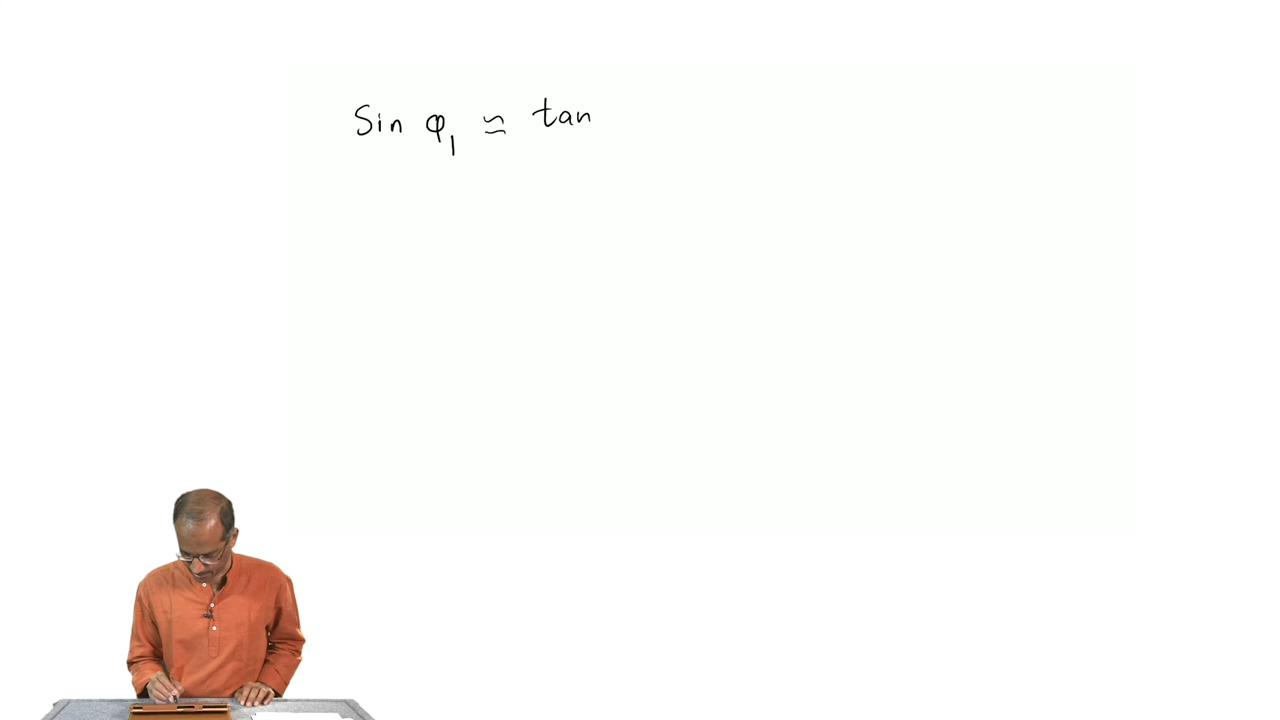 Sin φ₁ ≈ tan